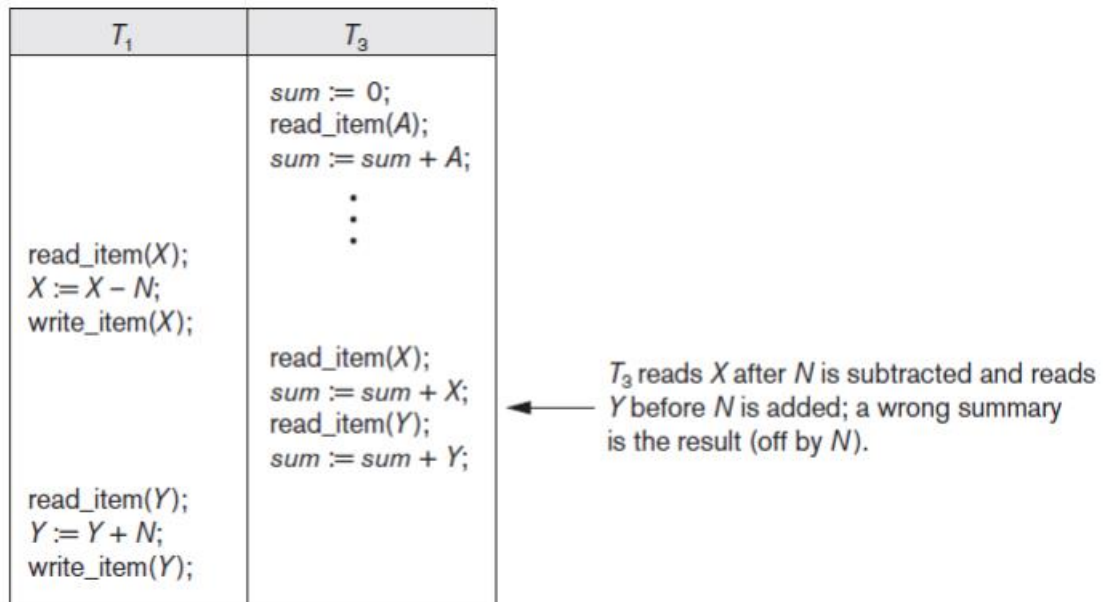 T₁ T₃
sum := 0;
read_item(A);
sum := sum + A;
read_item(X);
X := X – N;
write_item(X);
read_item(X);
sum := sum + X;
read_item(Y);
sum := sum + Y;
T₃ reads X after N is subtracted and reads
Y before N is added; a wrong summary
is the result (off by N).
read_item(Y);
Y := Y + N;
write_item(Y);